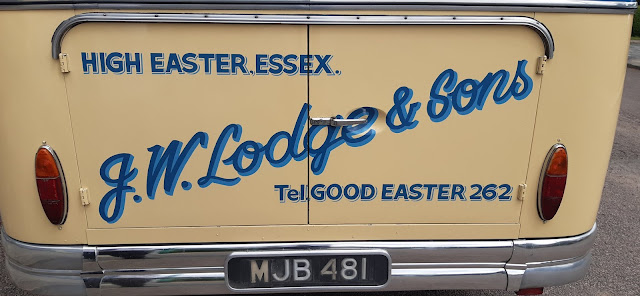 HIGH EASTER. ESSEX.
J.W. Lodge & Sons
Tel. GOOD EASTER 262
MJB 481